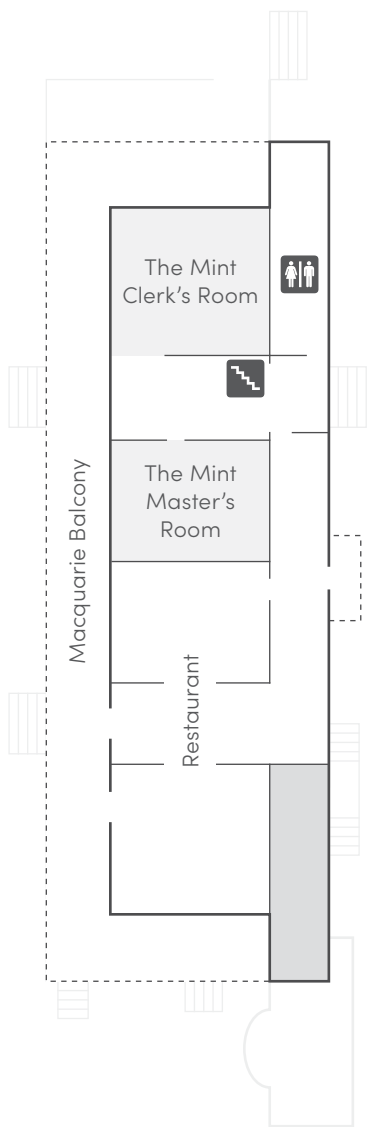 The Mint
Clerk's Room
The Mint
Master's
Room
Macquarie Balcony
Restaurant